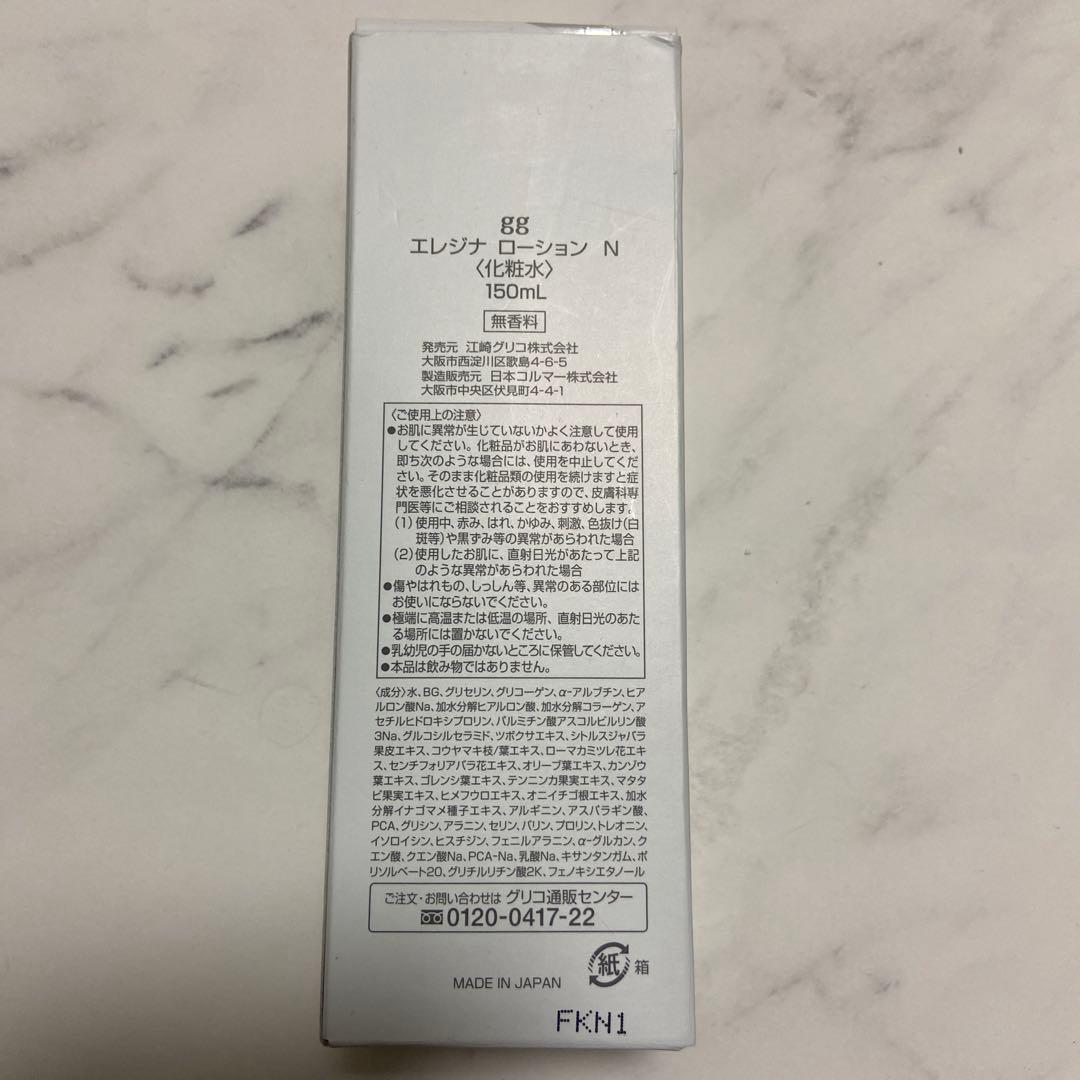 gg
エレジナ ローション N
〈化粧水〉
150mL
無香料
発売元 江崎グリコ株式会社
大阪市西淀川区歌島4-6-5
製造販売元 日本コルマー株式会社
大阪市中央区伏見町4-4-1
〈ご使用上の注意〉
●お肌に異常が生じていないかよく注意して使用
してください。化粧品がお肌にあわないとき、
即ち次のような場合には、使用を中止してくだ
さい。そのまま化粧品類の使用を続けますと症
状を悪化させることがありますので、皮膚科専
門医等にご相談されることをおすすめします。
(1)使用中、赤み、はれ、かゆみ、刺激、色抜け(白
斑等)や黒ずみ等の異常があらわれた場合
(2)使用したお肌に、直射日光があたって上記
のような異常があらわれた場合
●傷やはれもの、しっしん等、異常のある部位には
お使いにならないでください。
●極端に高温または低温の場所、直射日光のあた
る場所には置かないでください。
●乳幼児の手の届かないところに保管してください。
●本品は飲み物ではありません。
〈成分〉水、BG、グリセリン、グリコーゲン、α-アルブチン、ヒア
ルロン酸Na、加水分解ヒアルロン酸、加水分解コラーゲン、ア
セチルヒドロキシプロリン、パルミチン酸アスコルビルリン酸
3Na、グルコシルセラミド、ツボクサエキス、シトルスジャバラ
果皮エキス、コウヤマキ枝/葉エキス、ローマカミツレ花エキ
ス、センチフォリアバラ花エキス、オリーブ葉エキス、カンゾウ
葉エキス、ゴレンシ葉エキス、テンニンカ果実エキス、マタタ
ビ果実エキス、ヒメフウロエキス、オニイチゴ根エキス、加水
分解イナゴマメ種子エキス、アルギニン、アスパラギン酸、
PCA、グリシン、アラニン、セリン、バリン、プロリン、トレオニン、
イソロイシン、ヒスチジン、フェニルアラニン、α-グルカン、ク
エン酸、クエン酸Na、PCA-Na、乳酸Na、キサンタンガム、ポ
リソルベート20、グリチルリチン酸2K、フェノキシエタノール
ご注文・お問い合わせは グリコ通販センター
0120-0417-22
紙 箱
MADE IN JAPAN
FKN1